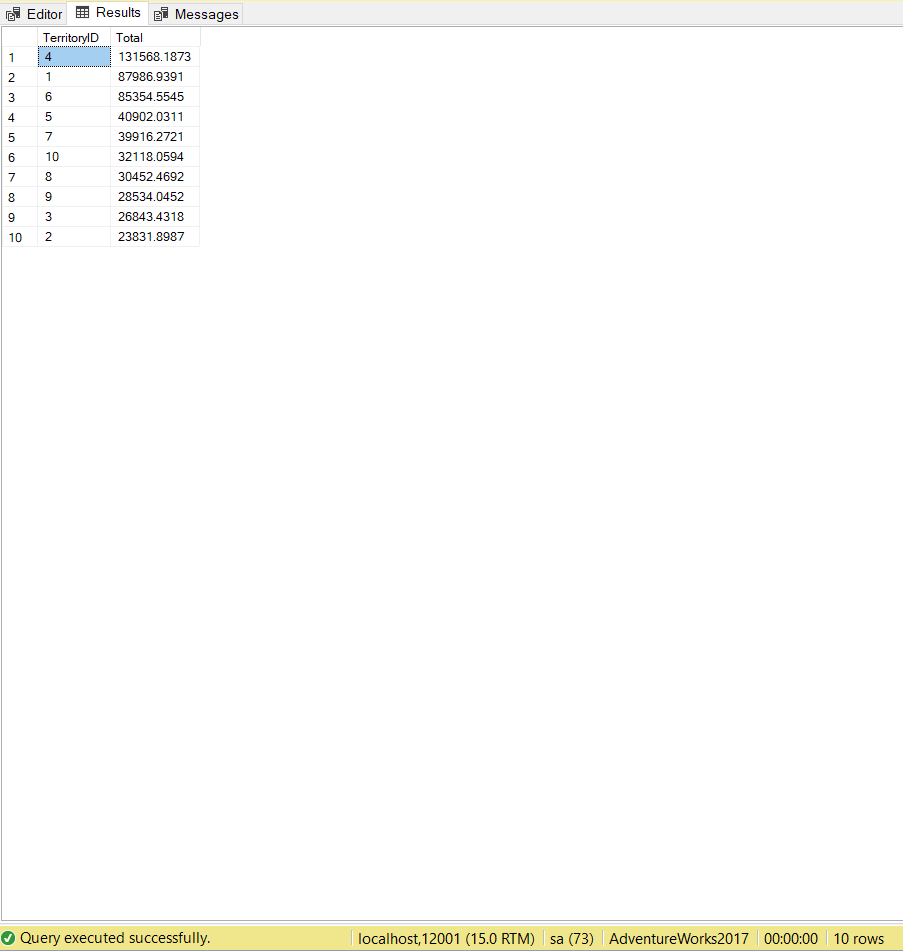 Editor Results Messages
TerritoryID Total
1 4 131568.1873
2 1 87986.9391
3 6 85354.5545
4 5 40902.0311
5 7 39916.2721
6 10 32118.0594
7 8 30452.4692
8 9 28534.0452
9 3 26843.4318
10 2 23831.8987
Query executed successfully. localhost,12001 (15.0 RTM) sa (73) AdventureWorks2017 00:00:00 10 rows